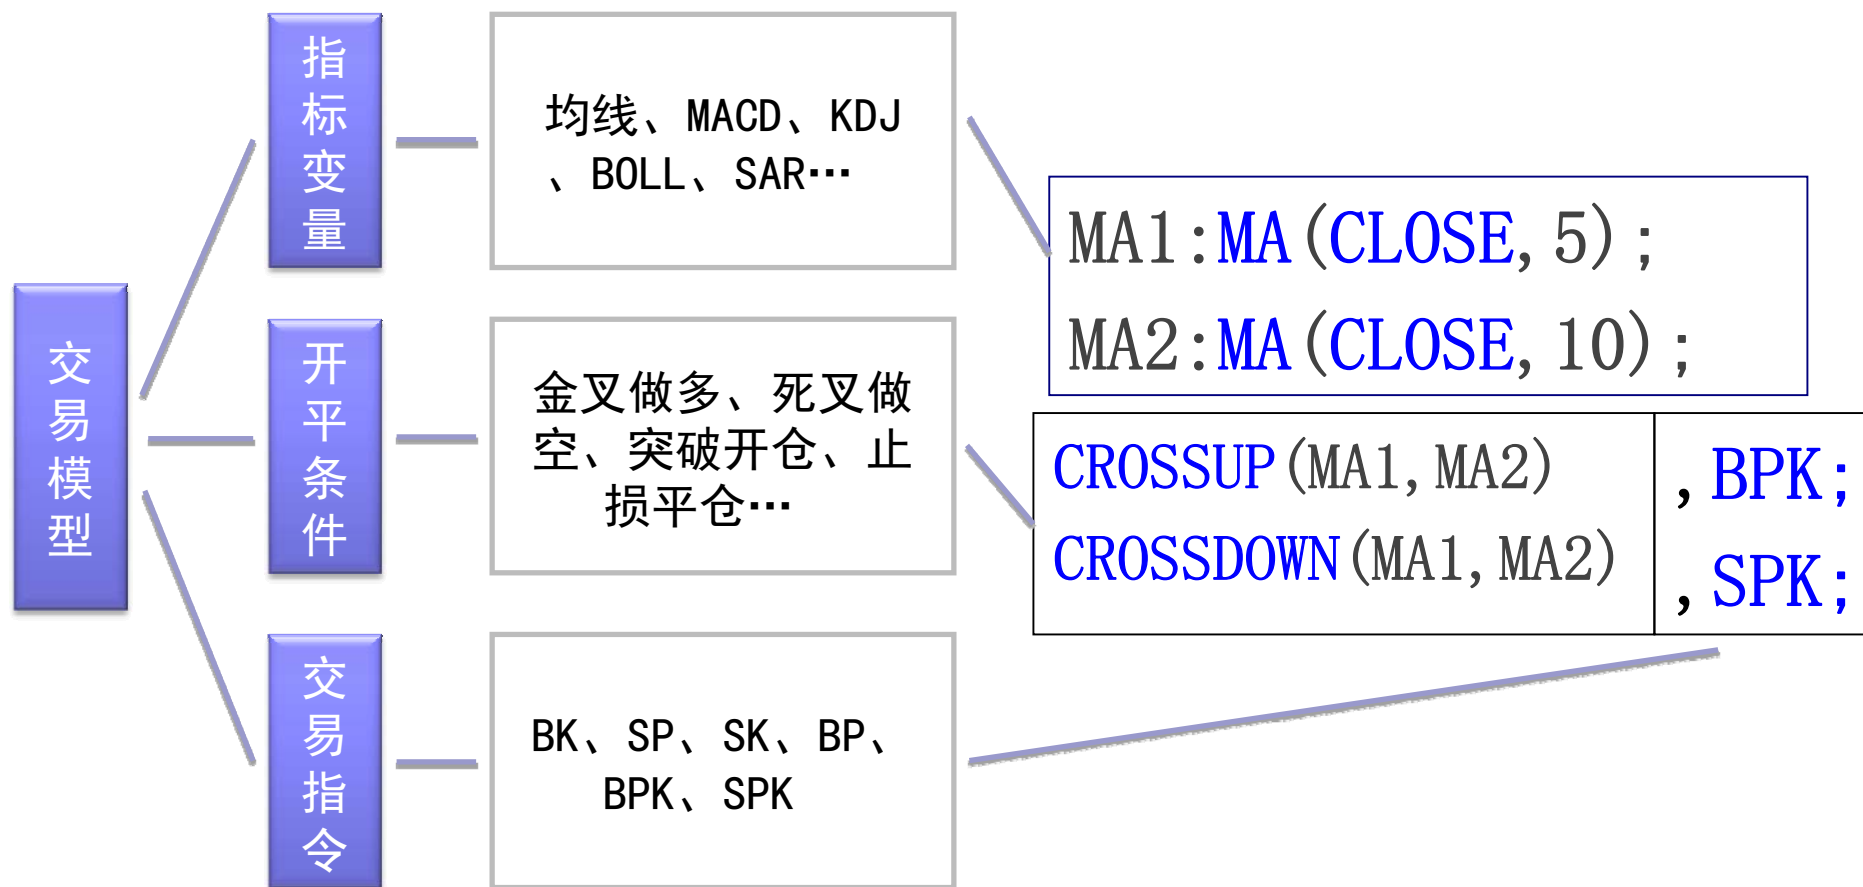 交易模型
指标变量
均线、MACD、KDJ
、BOLL、SAR…
MA1:MA(CLOSE,5);
MA2:MA(CLOSE,10);
开平条件
金叉做多、死叉做
空、突破开仓、止
损平仓…
CROSSUP(MA1,MA2)
,BPK;
CROSSDOWN(MA1,MA2)
,SPK;
交易指令
BK、SP、SK、BP、
BPK、SPK